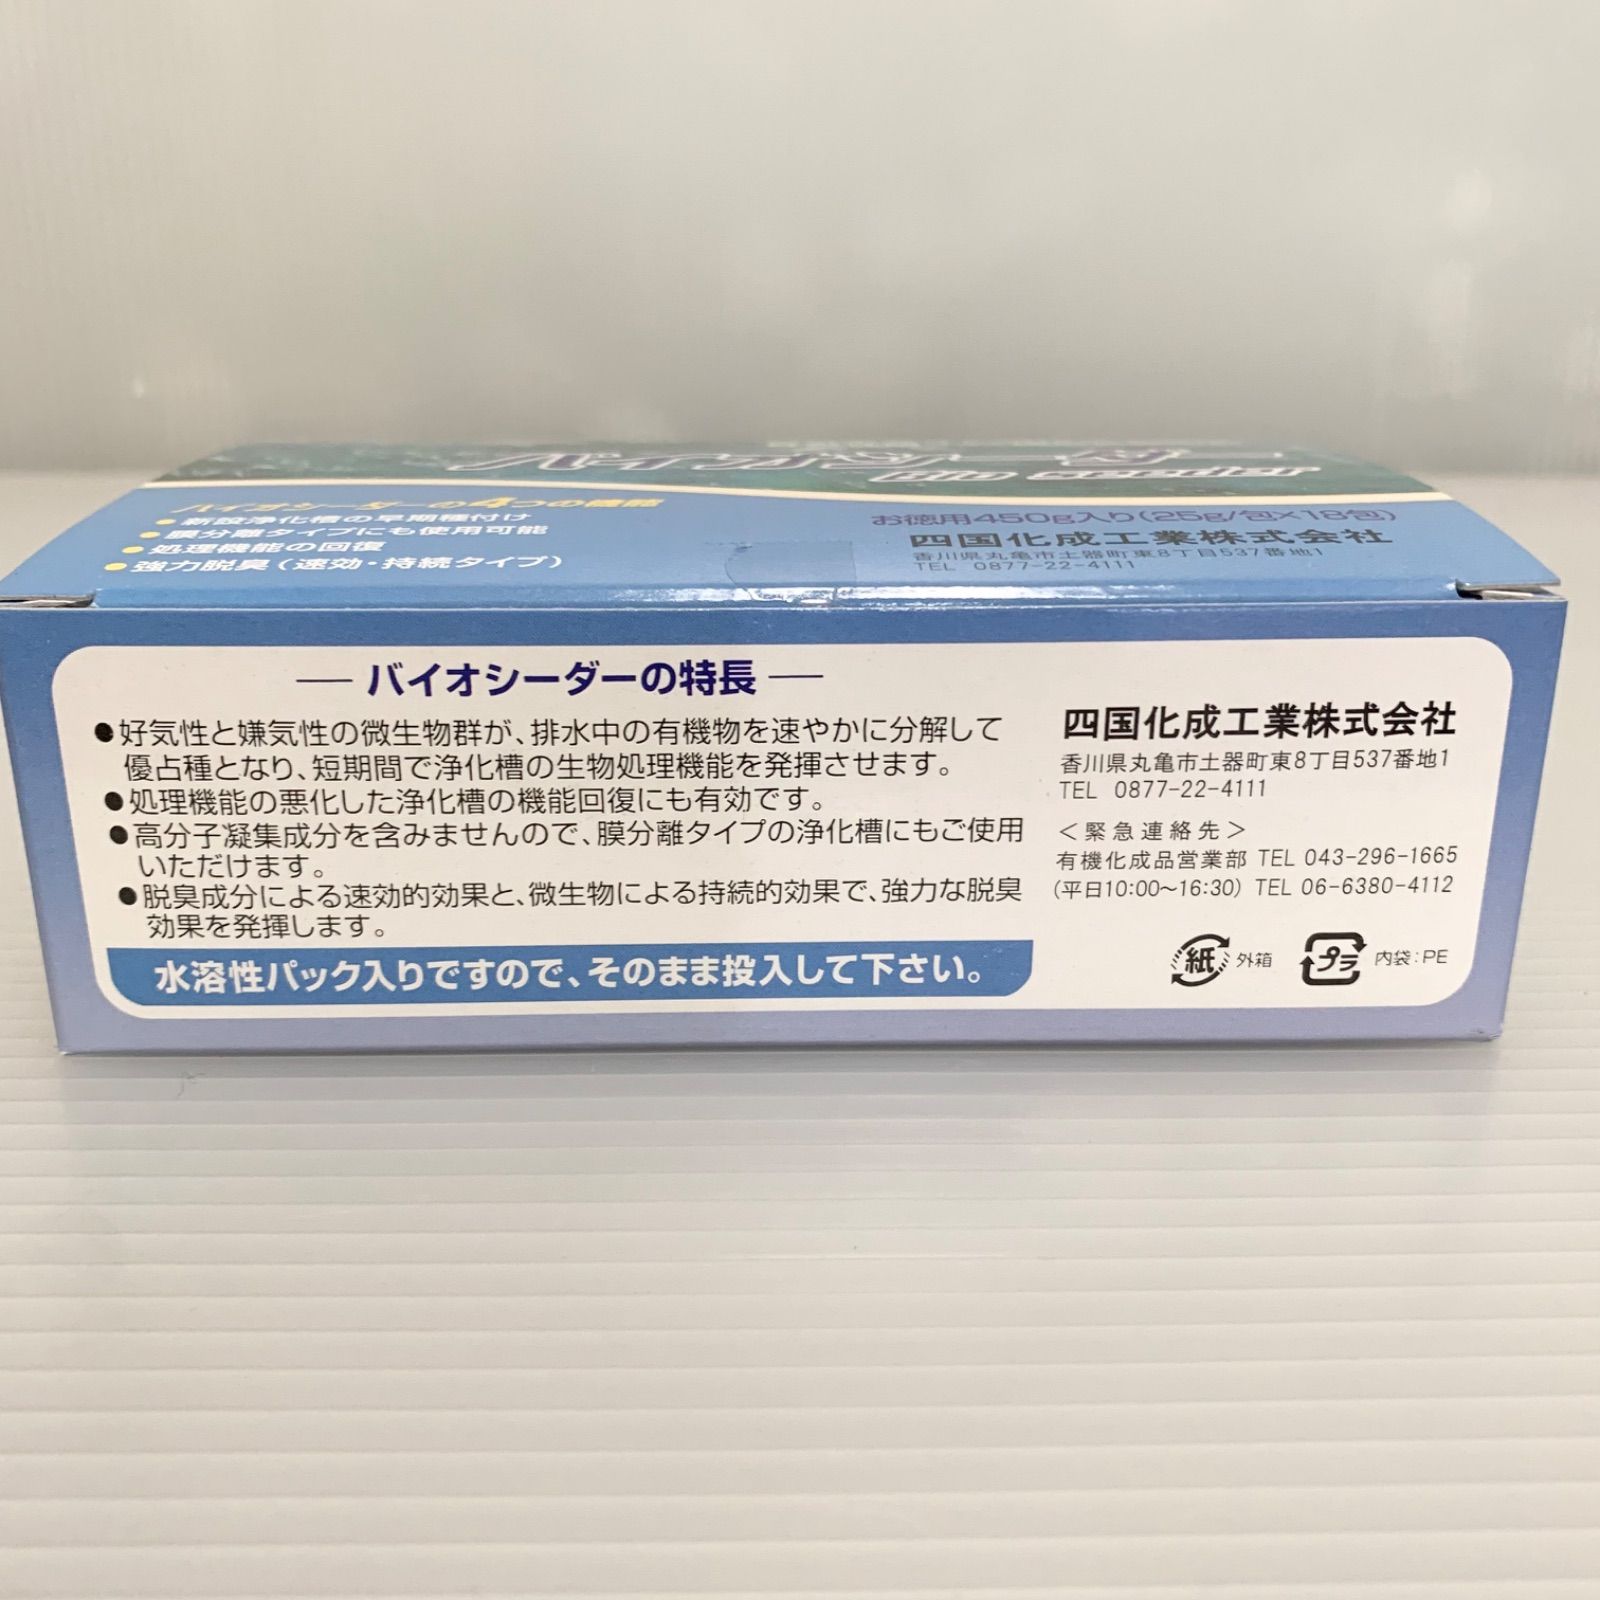 バイオシーダー
Bio Seeder
バイオシーダーの4つの機能
新設浄化槽の早期種付け
膜分離タイプにも使用可能
処理機能の回復
強力脱臭（速効・持続タイプ）
お徳用450g入り（25g/包×18包）
四国化成工業株式会社
香川県丸亀市土器町東8丁目537番地1
TEL 0877-22-4111
バイオシーダーの特長
●好気性と嫌気性の微生物群が、排水中の有機物を速やかに分解して
優占種となり、短期間で浄化槽の生物処理機能を発揮させます。
●処理機能の悪化した浄化槽の機能回復にも有効です。
●高分子凝集成分を含みませんので、膜分離タイプの浄化槽にもご使用
いただけます。
●脱臭成分による速効的効果と、微生物による持続的効果で、強力な脱臭
効果を発揮します。
水溶性パック入りですので、そのまま投入して下さい。
四国化成工業株式会社
香川県丸亀市土器町東8丁目537番地1
TEL 0877-22-4111
＜緊急連絡先＞
有機化成品営業部 TEL 043-296-1665
（平日10:00～16:30）TEL 06-6380-4112
紙 外箱 プラ 内袋：PE